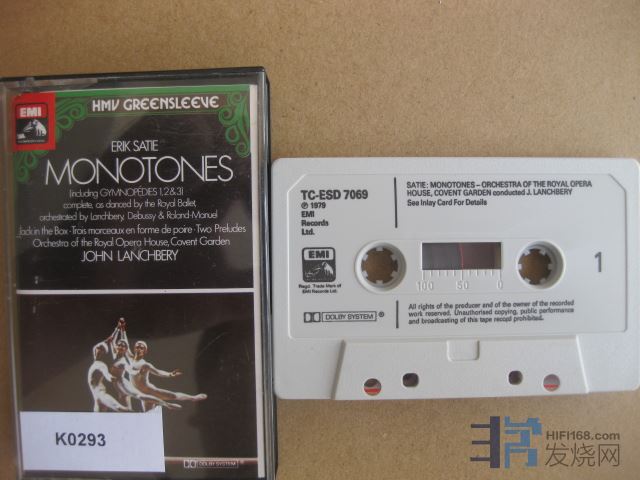 HMV GREENSLEEVE
EMI
ERIK SATIE
MONOTONES
(including GYMNOPÉDIES 1,2&3)
complete, as danced by the Royal Ballet,
orchestrated by Lanchbery, Debussy & Roland-Manuel
Jack in the Box · Trois morceaux en forme de poire · Two Preludes
Orchestra of the Royal Opera House, Covent Garden
JOHN LANCHBERY
K0293
DOLBY SYSTEM
TC-ESD 7069
℗ 1979
EMI
Records
Ltd.
SATIE: MONOTONES – ORCHESTRA OF THE ROYAL OPERA
HOUSE, COVENT GARDEN conducted J. LANCHBERY
See Inlay Card For Details
EMI
Regd. Trade Mark of
EMI Records Ltd.
100 50 0
1
DOLBY SYSTEM ®
All rights of the producer and of the owner of the recorded
work reserved. Unauthorised copying, public performance
and broadcasting of this tape record prohibited.
HIFI168.com
发烧网